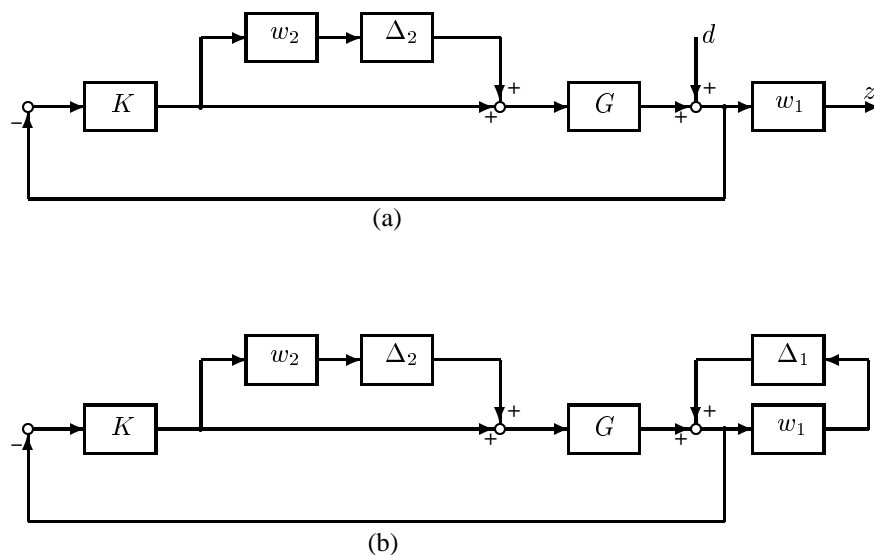 w₂ Δ₂ d
K + + G + + w₁ z
−
(a)
w₂ Δ₂ Δ₁
K + + G + + w₁
−
(b)